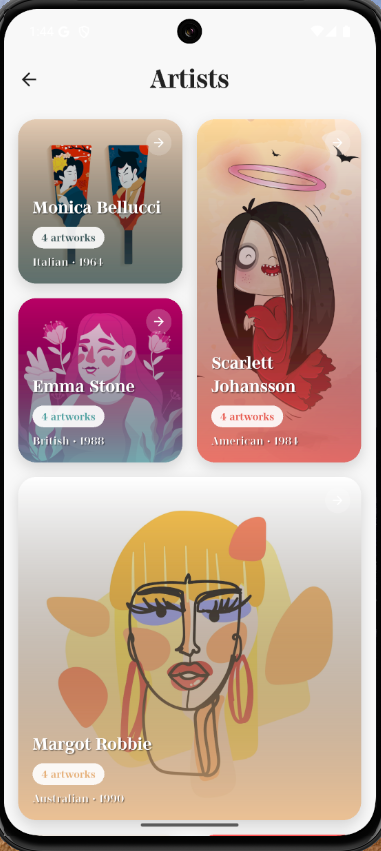 1:44
Artists
Monica Bellucci
4 artworks
Italian • 1964
Emma Stone
4 artworks
British • 1988
Scarlett
Johansson
4 artworks
American • 1984
Margot Robbie
4 artworks
Australian • 1990